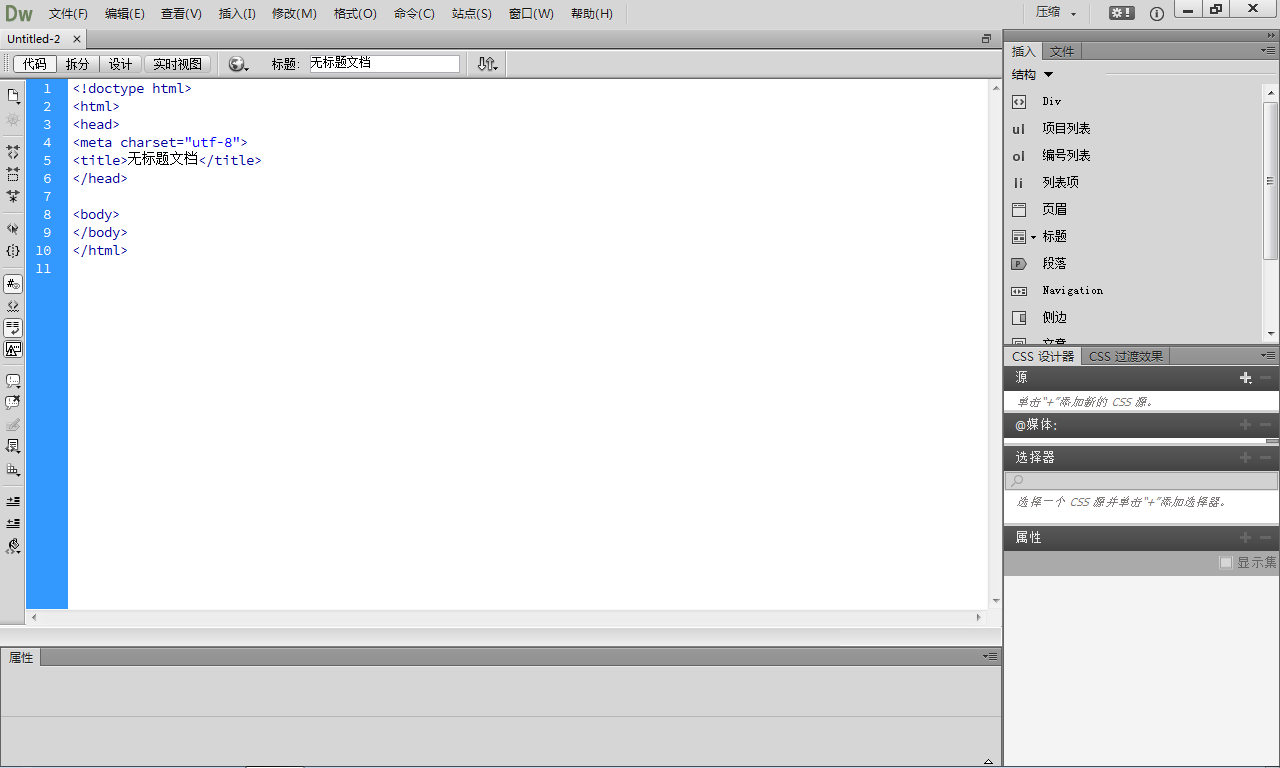 Dw 文件(F) 编辑(E) 查看(V) 插入(I) 修改(M) 格式(O) 命令(C) 站点(S) 窗口(W) 帮助(H) 压缩
Untitled-2
代码 拆分 设计 实时视图 标题: 无标题文档
1 <!doctype html>
2 <html>
3 <head>
4 <meta charset="utf-8">
5 <title>无标题文档</title>
6 </head>
7
8 <body>
9 </body>
10 </html>
11
属性
插入 文件
结构
Div
ul 项目列表
ol 编号列表
li 列表项
页眉
标题
P 段落
Navigation
侧边
文章
CSS 设计器 CSS 过渡效果
源
单击“+”添加新的 CSS 源。
@媒体:
选择器
选择一个 CSS 源并单击“+”添加选择器。
属性
显示集